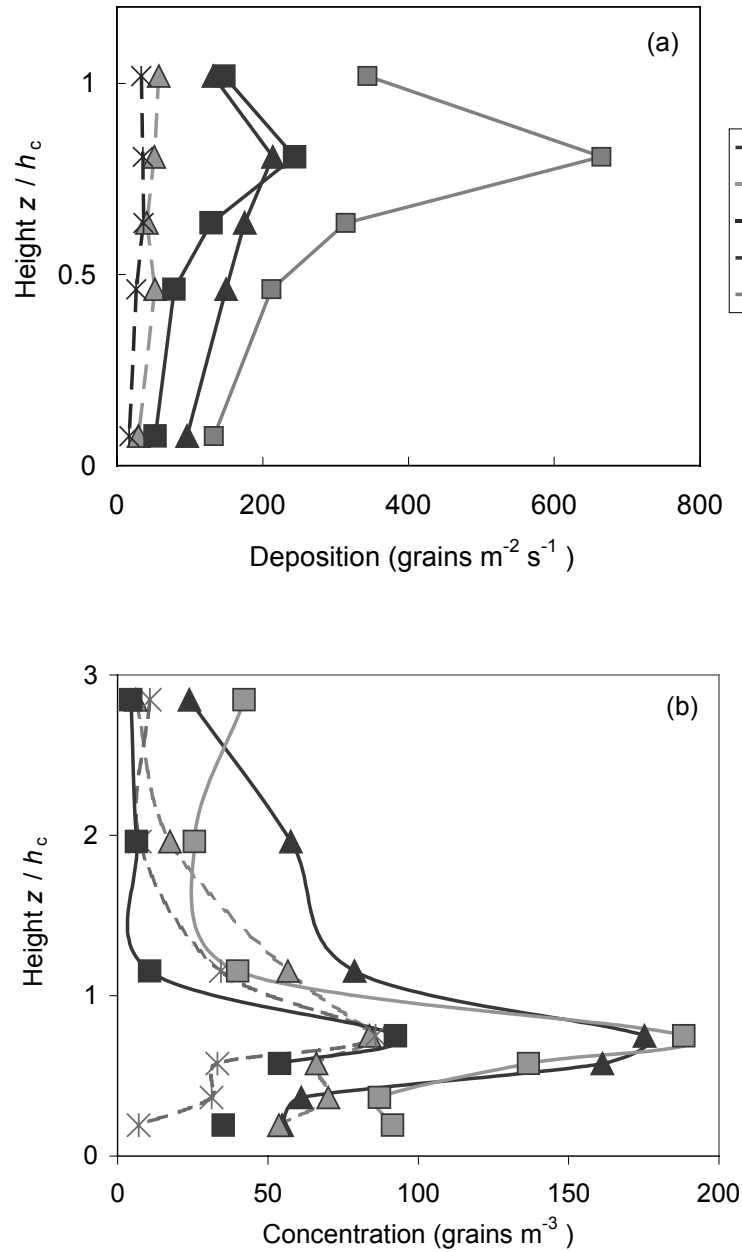 (a)
1
0.5
0
Height z / hc
0 200 400 600 800
Deposition (grains m-2 s-1 )
(b)
3
2
1
0
Height z / hc
0 50 100 150 200
Concentration (grains m-3 )